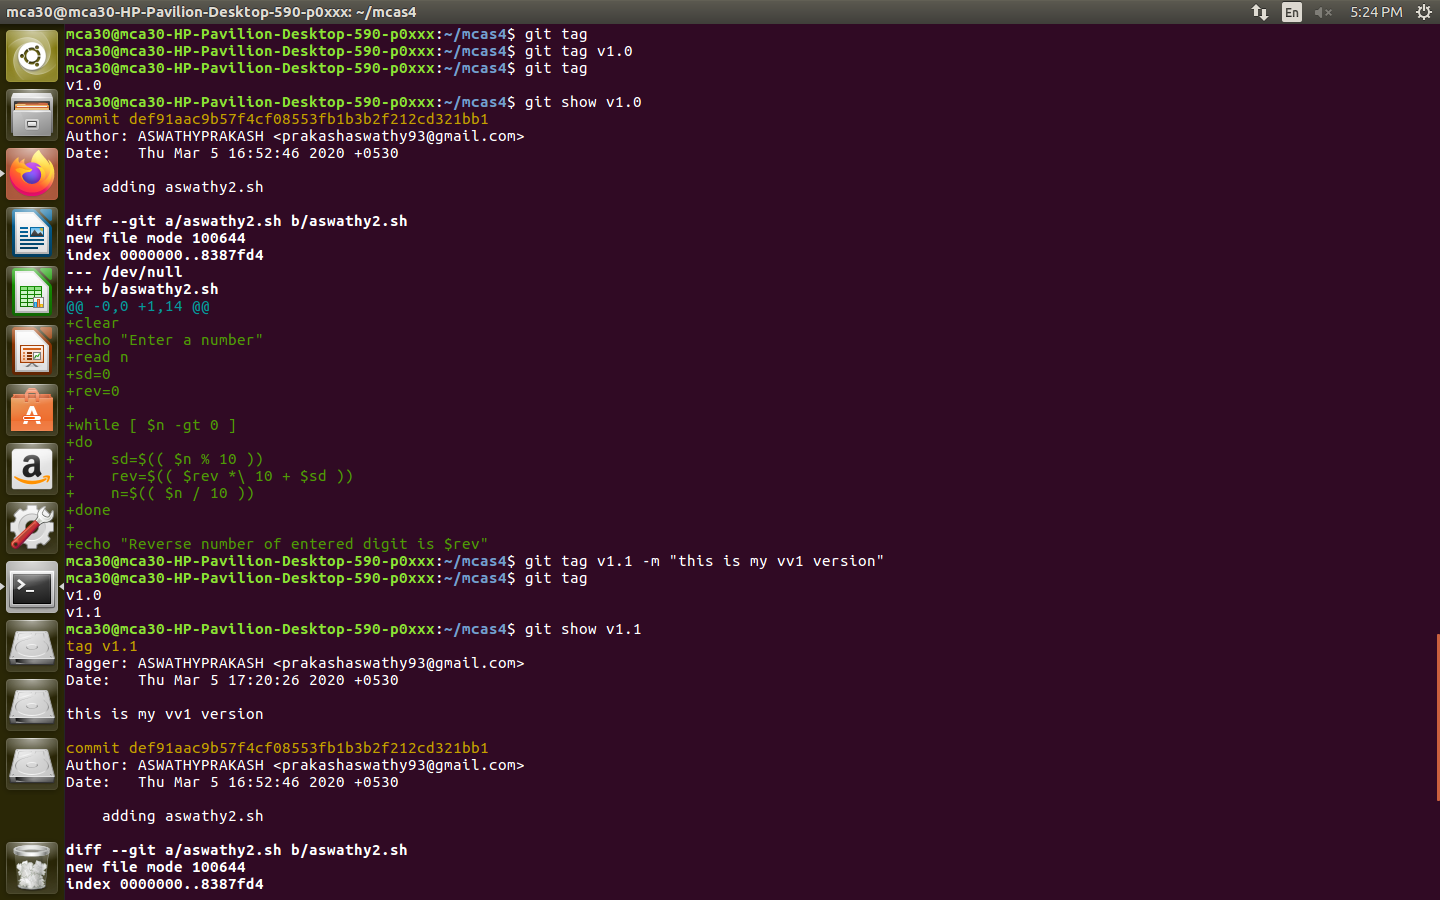 mca30@mca30-HP-Pavilion-Desktop-590-p0xxx: ~/mcas4
En
5:24 PM
mca30@mca30-HP-Pavilion-Desktop-590-p0xxx:~/mcas4$ git tag
mca30@mca30-HP-Pavilion-Desktop-590-p0xxx:~/mcas4$ git tag v1.0
mca30@mca30-HP-Pavilion-Desktop-590-p0xxx:~/mcas4$ git tag
v1.0
mca30@mca30-HP-Pavilion-Desktop-590-p0xxx:~/mcas4$ git show v1.0
commit def91aac9b57f4cf08553fb1b3b2f212cd321bb1
Author: ASWATHYPRAKASH <prakashaswathy93@gmail.com>
Date:   Thu Mar 5 16:52:46 2020 +0530
    adding aswathy2.sh
diff --git a/aswathy2.sh b/aswathy2.sh
new file mode 100644
index 0000000..8387fd4
--- /dev/null
+++ b/aswathy2.sh
@@ -0,0 +1,14 @@
+clear
+echo "Enter a number"
+read n
+sd=0
+rev=0
+
+while [ $n -gt 0 ]
+do
+    sd=$(( $n % 10 ))
+    rev=$(( $rev *\ 10 + $sd ))
+    n=$(( $n / 10 ))
+done
+
+echo "Reverse number of entered digit is $rev"
mca30@mca30-HP-Pavilion-Desktop-590-p0xxx:~/mcas4$ git tag v1.1 -m "this is my vv1 version"
mca30@mca30-HP-Pavilion-Desktop-590-p0xxx:~/mcas4$ git tag
v1.0
v1.1
mca30@mca30-HP-Pavilion-Desktop-590-p0xxx:~/mcas4$ git show v1.1
tag v1.1
Tagger: ASWATHYPRAKASH <prakashaswathy93@gmail.com>
Date:   Thu Mar 5 17:20:26 2020 +0530
this is my vv1 version
commit def91aac9b57f4cf08553fb1b3b2f212cd321bb1
Author: ASWATHYPRAKASH <prakashaswathy93@gmail.com>
Date:   Thu Mar 5 16:52:46 2020 +0530
    adding aswathy2.sh
diff --git a/aswathy2.sh b/aswathy2.sh
new file mode 100644
index 0000000..8387fd4